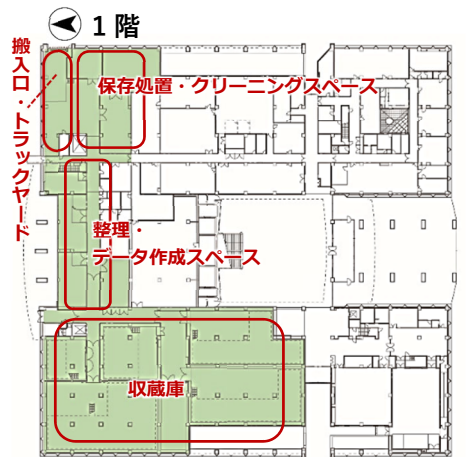 1階
搬入口・トラックヤード
保存処置・クリーニングスペース
整理・
データ作成スペース
収蔵庫